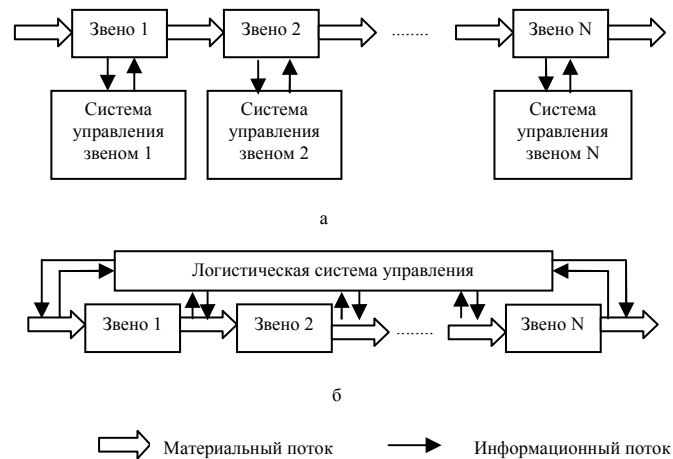 Звено 1
Звено 2
........
Звено N
Система
управления
звеном 1
Система
управления
звеном 2
Система
управления
звеном N
а
Логистическая система управления
Звено 1
Звено 2
........
Звено N
б
Материальный поток
Информационный поток